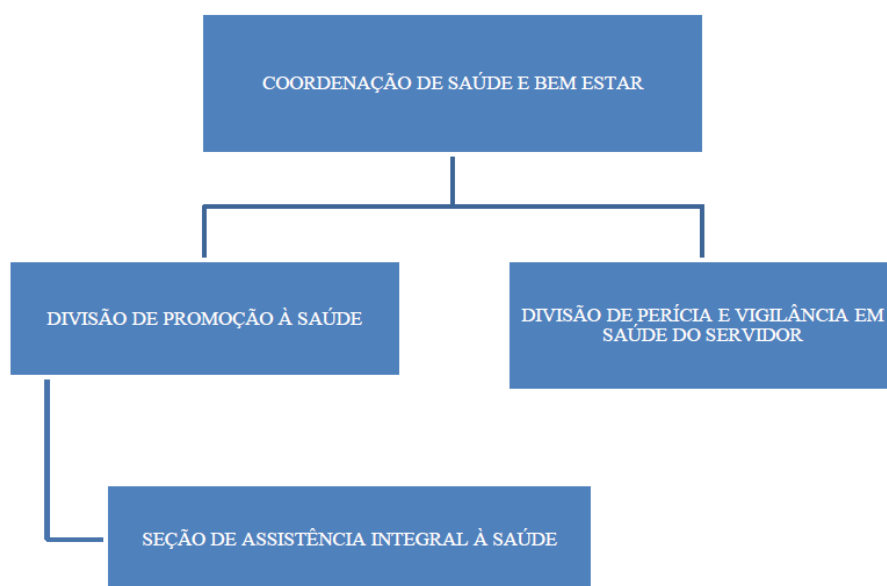 COORDENAÇÃO DE SAÚDE E BEM ESTAR
DIVISÃO DE PROMOÇÃO À SAÚDE
DIVISÃO DE PERÍCIA E VIGILÂNCIA EM
SAÚDE DO SERVIDOR
SEÇÃO DE ASSISTÊNCIA INTEGRAL À SAÚDE